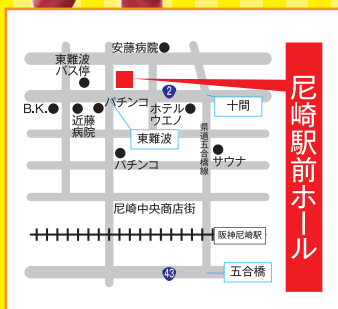 安藤病院
東難波
バス停
2
B.K.
近藤
病院
パチンコ
ホテル
ウエノ
十間
東難波
パチンコ
県道五合橋線
サウナ
尼崎中央商店街
阪神尼崎駅
43
五合橋
尼崎駅前ホール